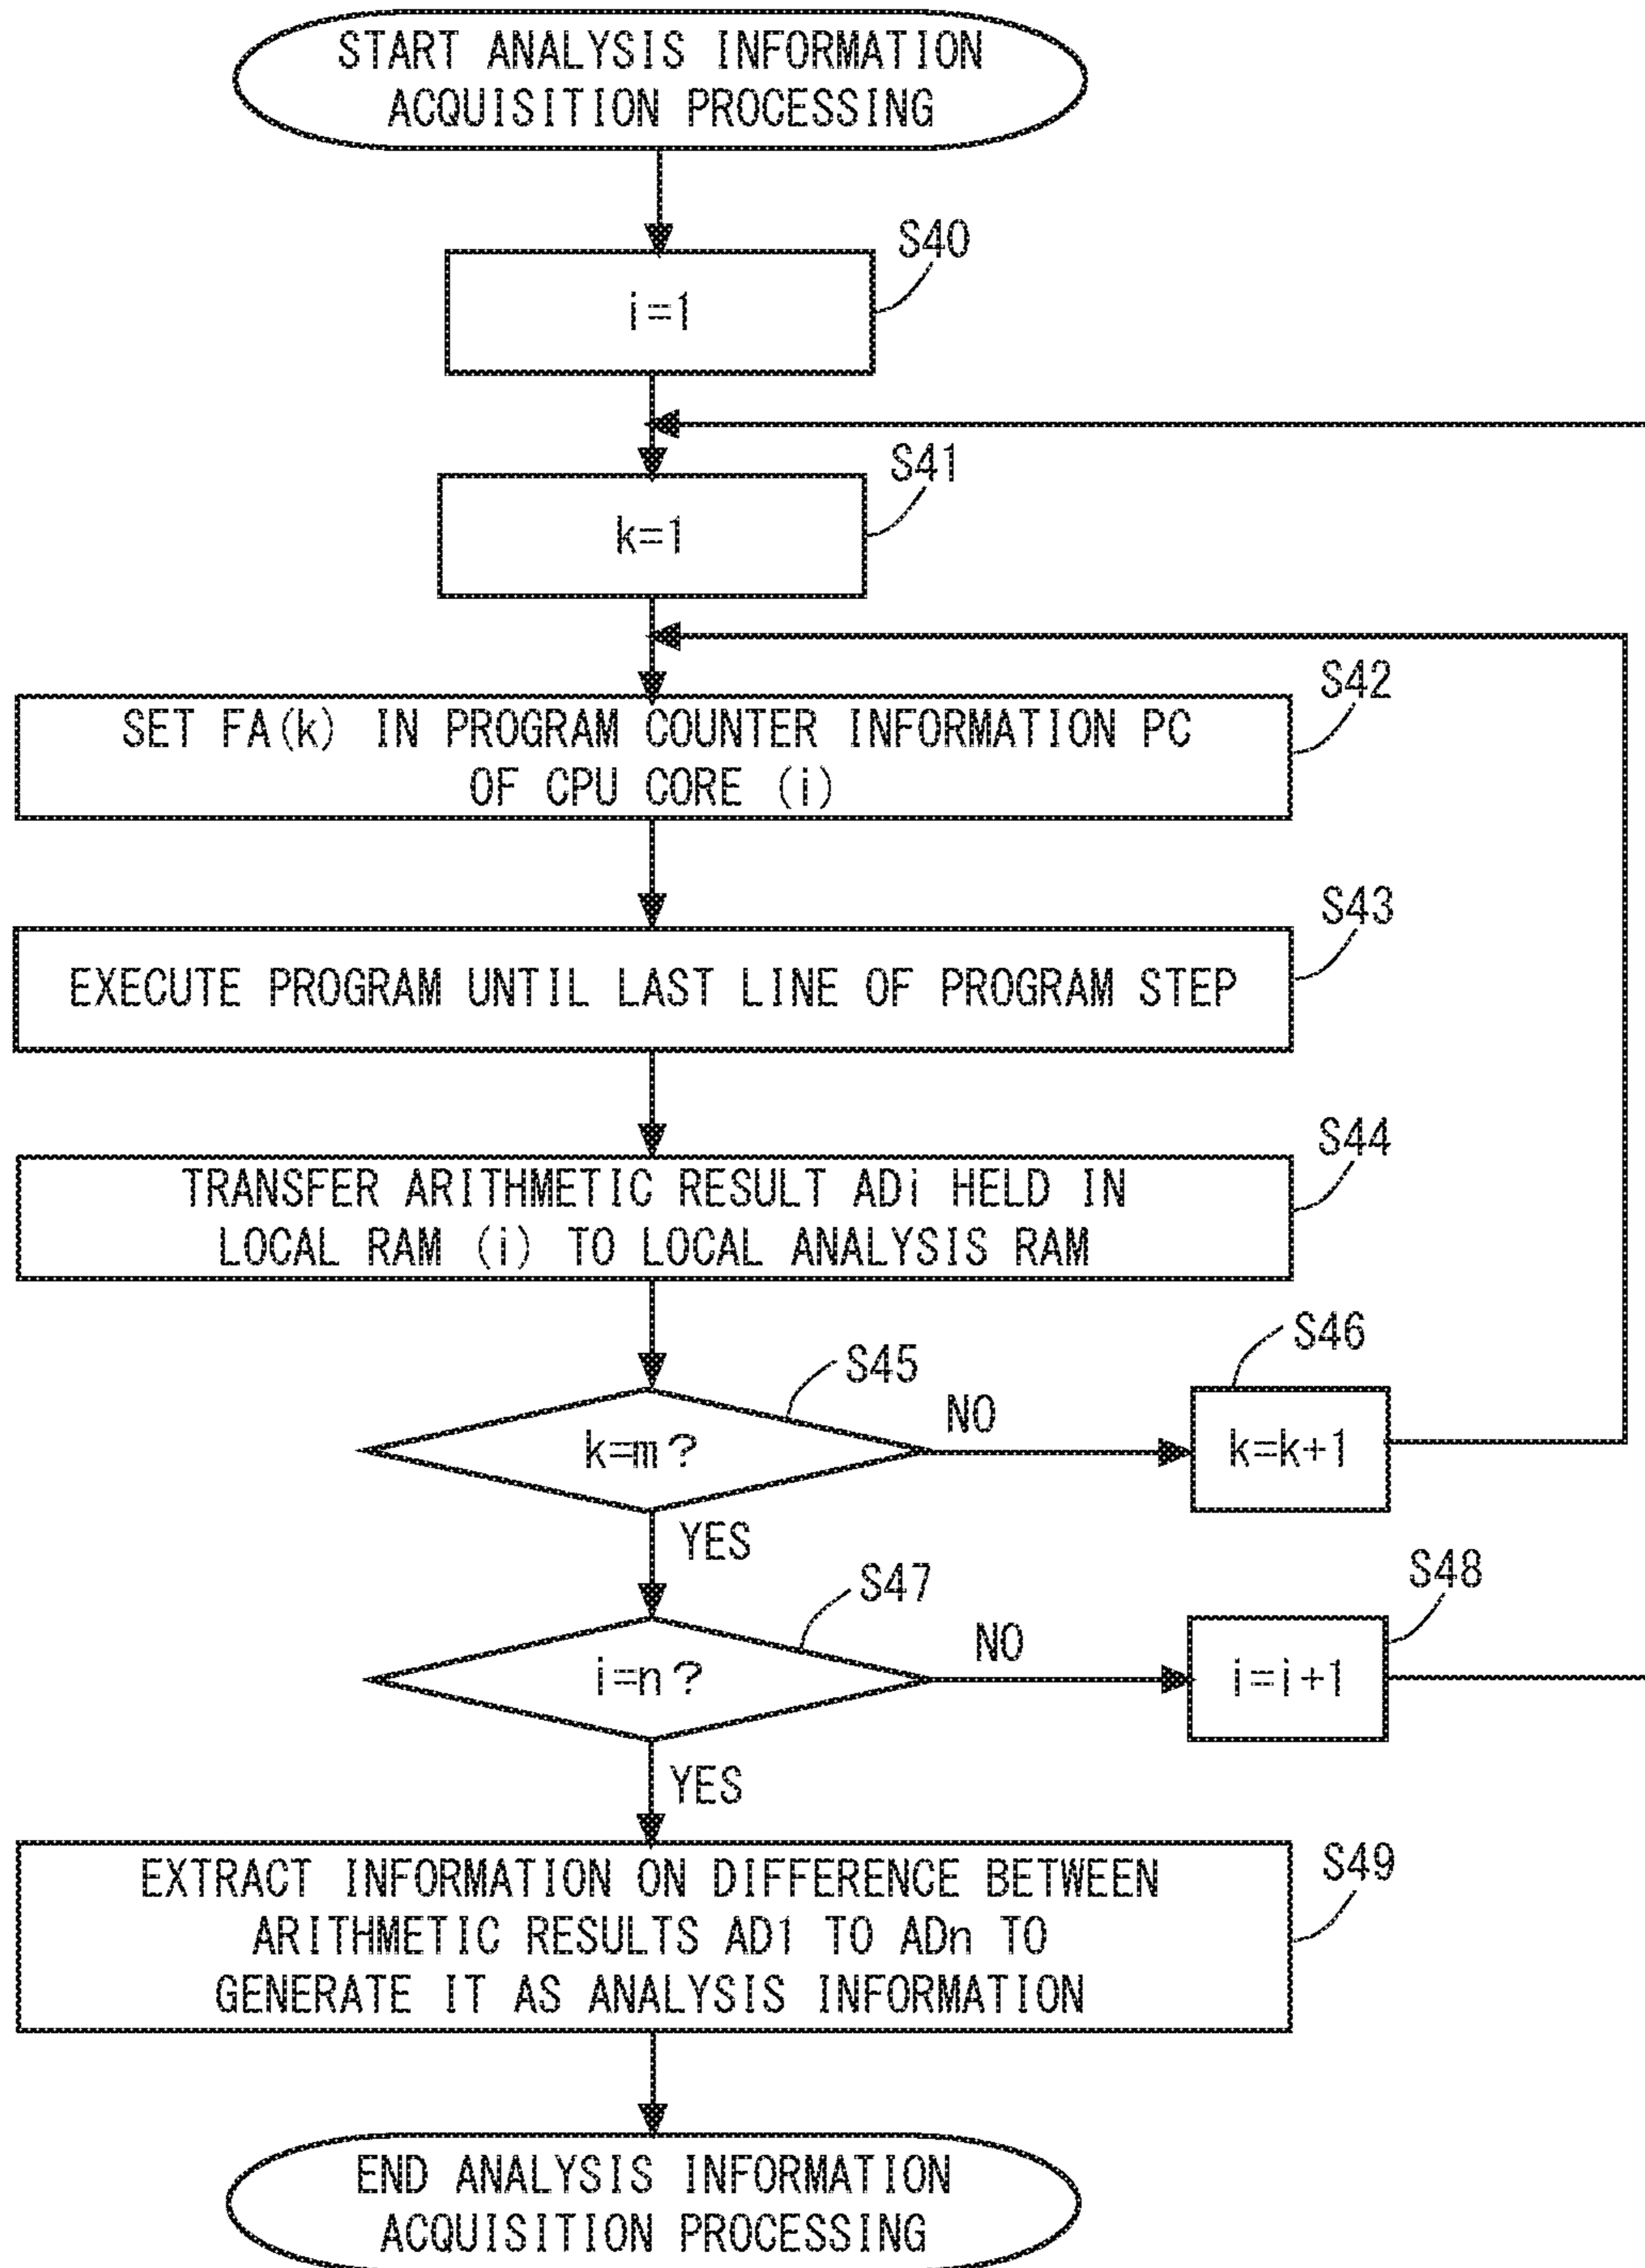 START ANALYSIS INFORMATION
ACQUISITION PROCESSING
S40
i=1
S41
k=1
S42
SET FA(k) IN PROGRAM COUNTER INFORMATION PC
OF CPU CORE (i)
S43
EXECUTE PROGRAM UNTIL LAST LINE OF PROGRAM STEP
S44
TRANSFER ARITHMETIC RESULT ADi HELD IN
LOCAL RAM (i) TO LOCAL ANALYSIS RAM
S45
S46
k=m?
NO
k=k+1
YES
S47
S48
i=n?
NO
i=i+1
YES
S49
EXTRACT INFORMATION ON DIFFERENCE BETWEEN
ARITHMETIC RESULTS AD1 TO ADn TO
GENERATE IT AS ANALYSIS INFORMATION
END ANALYSIS INFORMATION
ACQUISITION PROCESSING